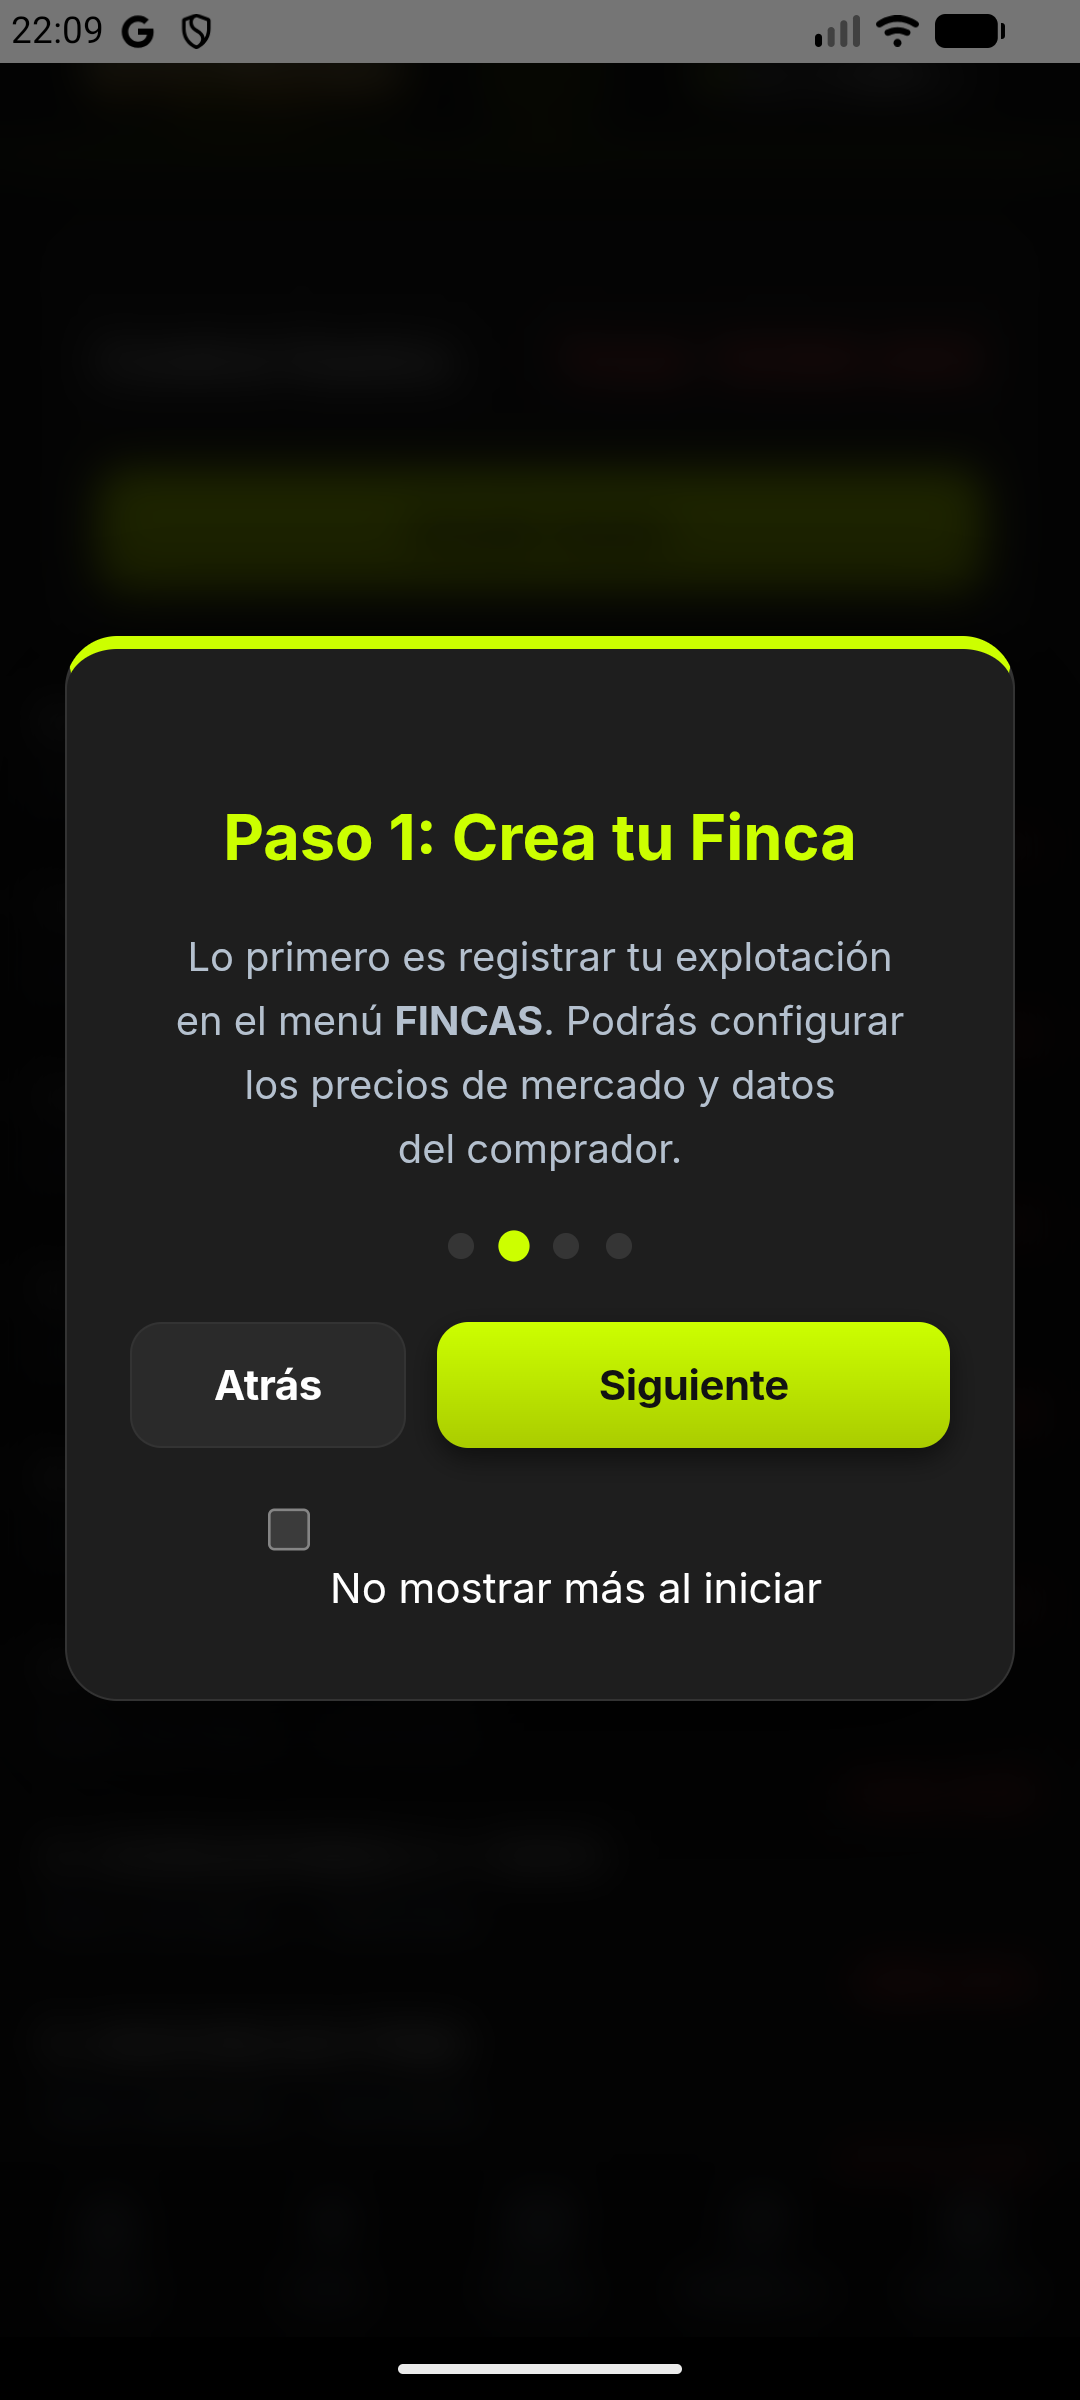 22:09
Paso 1: Crea tu Finca
Lo primero es registrar tu explotación
en el menú FINCAS. Podrás configurar
los precios de mercado y datos
del comprador.
Atrás
Siguiente
No mostrar más al iniciar